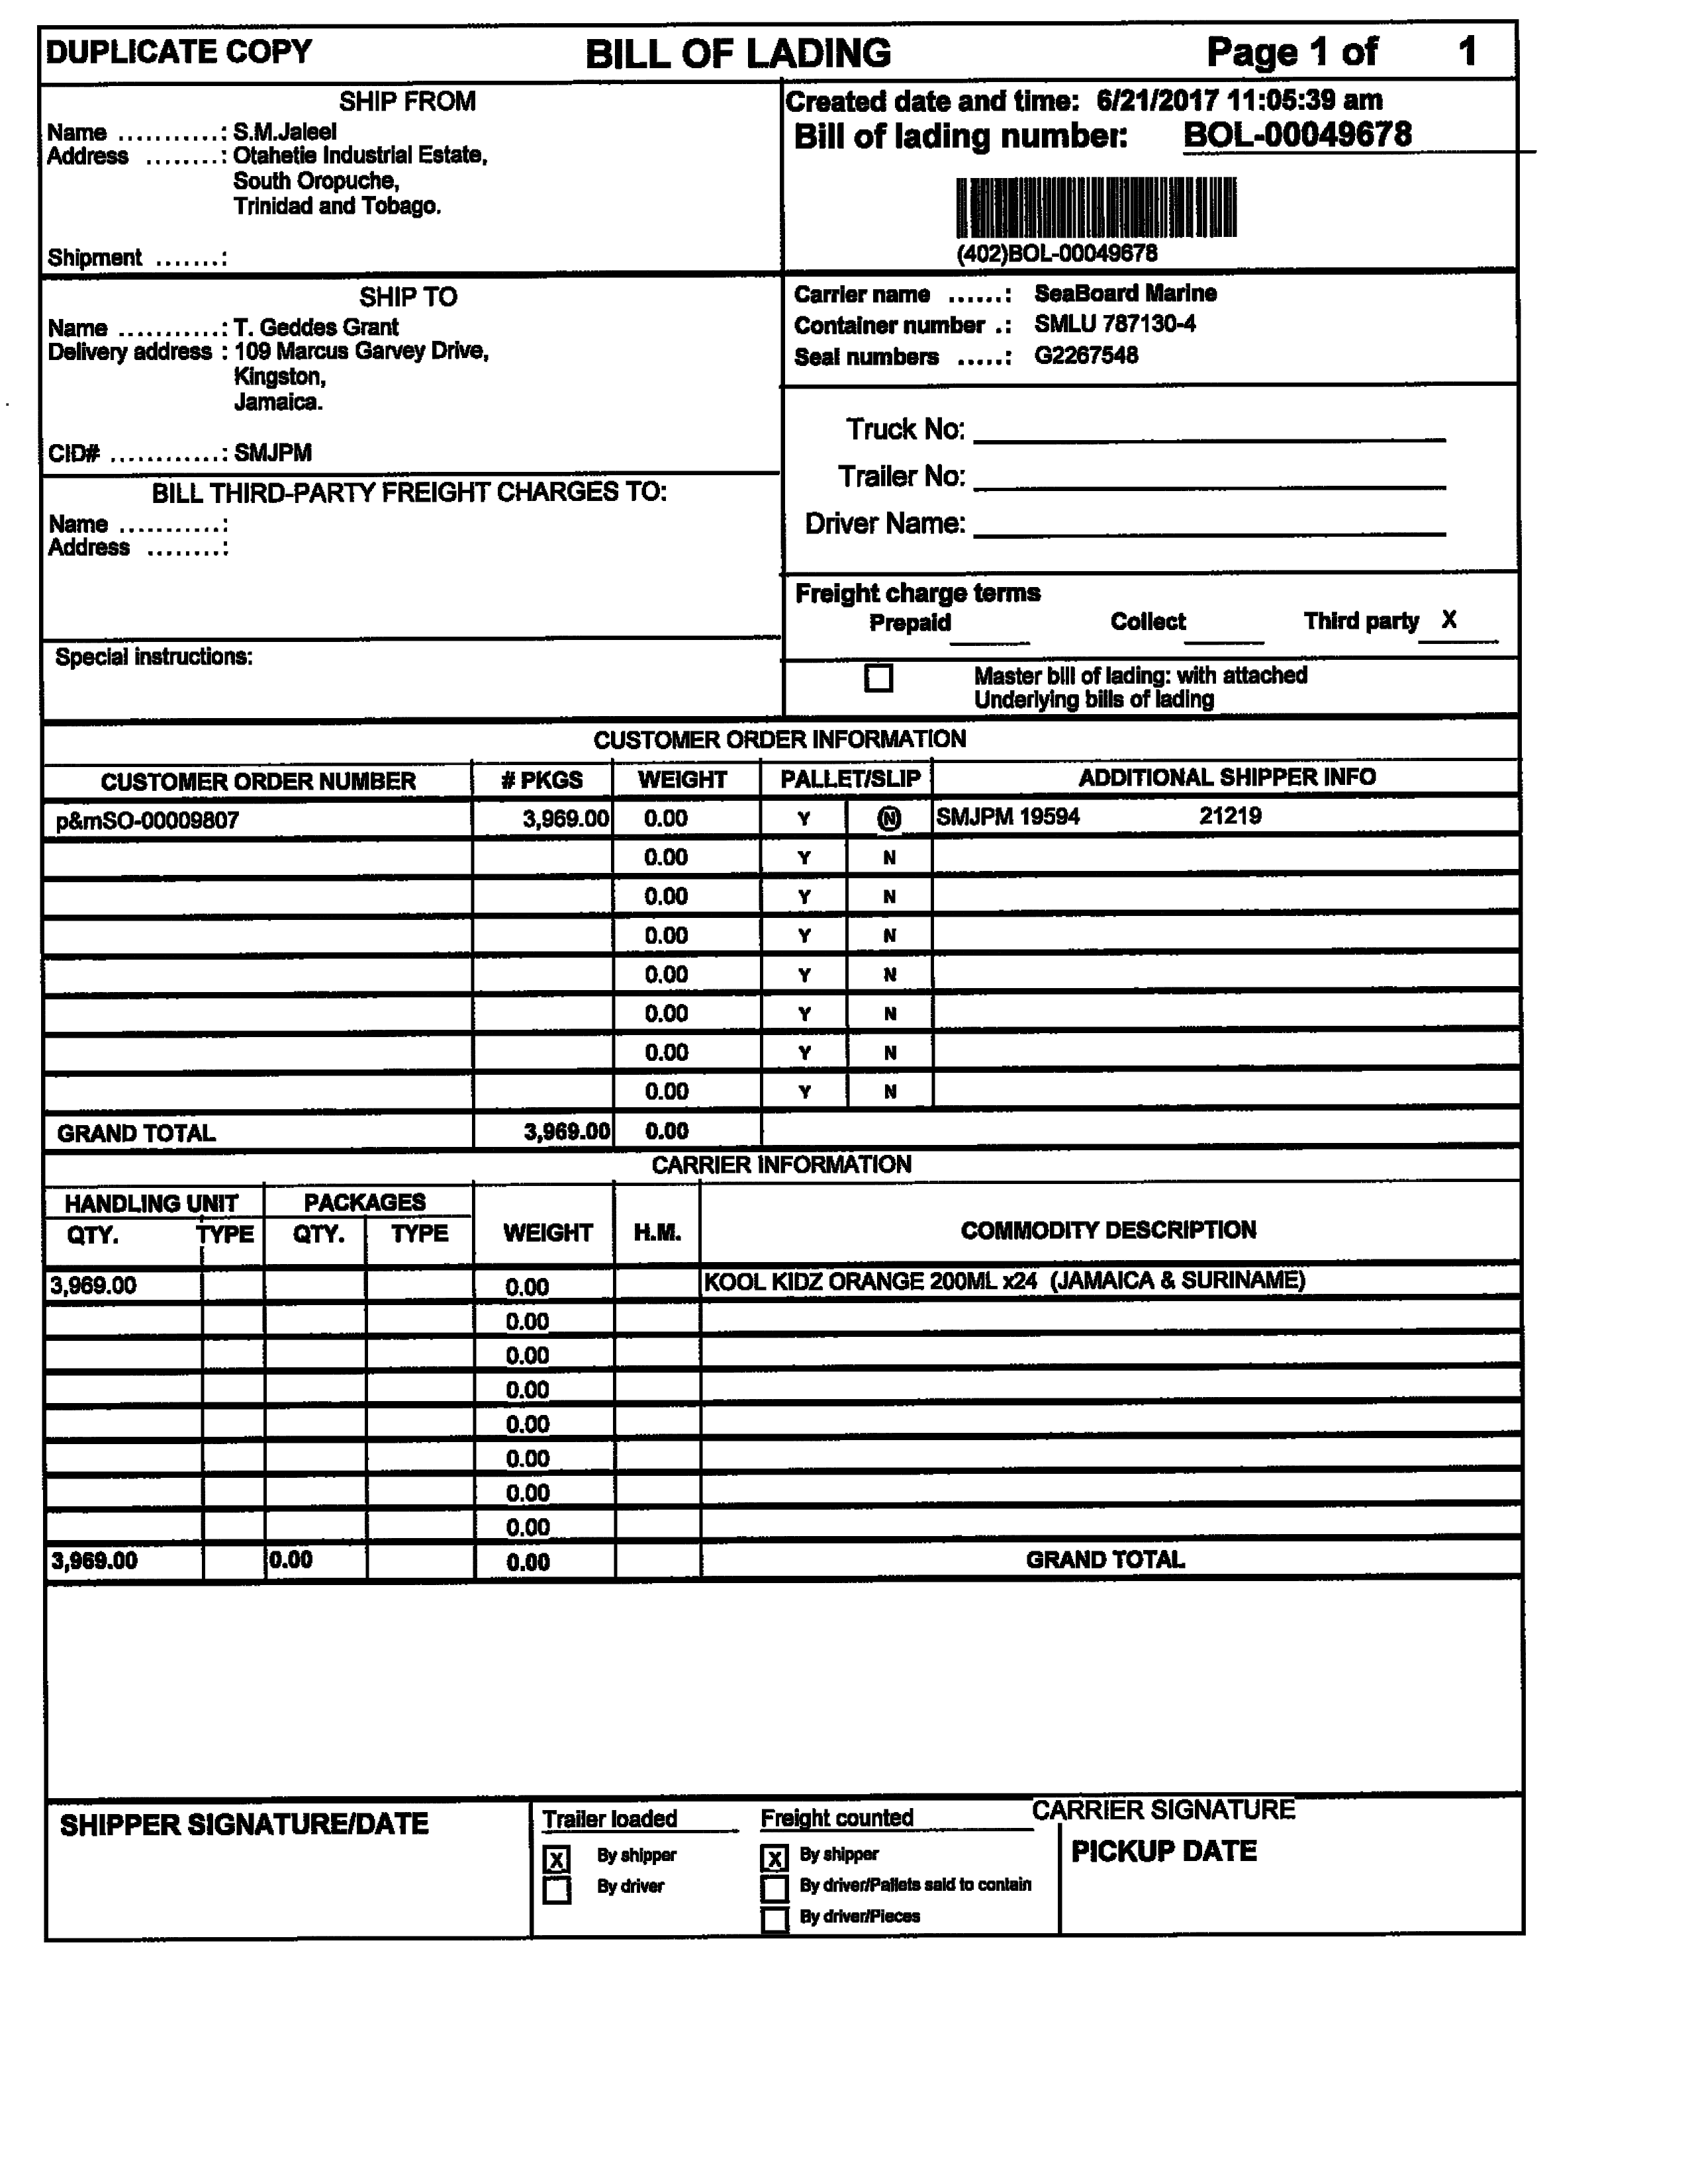 DUPLICATE COPY BILL OF LADING Page 1 of 1
SHIP FROM
Name ...........: S.M.Jaleel
Address ........: Otahetie Industrial Estate,
South Oropuche,
Trinidad and Tobago.
Shipment .......:
Created date and time: 6/21/2017 11:05:39 am
Bill of lading number: BOL-00049678
(402)BOL-00049678
SHIP TO
Name ...........: T. Geddes Grant
Delivery address : 109 Marcus Garvey Drive,
Kingston,
Jamaica.
CID# ............: SMJPM
Carrier name ......: SeaBoard Marine
Container number .: SMLU 787130-4
Seal numbers .....: G2267548
Truck No:
Trailer No:
Driver Name:
BILL THIRD-PARTY FREIGHT CHARGES TO:
Name ...........:
Address ........:
Freight charge terms
Prepaid Collect Third party X
Special instructions:
Master bill of lading: with attached
Underlying bills of lading
CUSTOMER ORDER INFORMATION
CUSTOMER ORDER NUMBER # PKGS WEIGHT PALLET/SLIP ADDITIONAL SHIPPER INFO
p&mSO-00009807 3,969.00 0.00 Y N SMJPM 19594 21219
0.00 Y N
0.00 Y N
0.00 Y N
0.00 Y N
0.00 Y N
0.00 Y N
0.00 Y N
GRAND TOTAL 3,969.00 0.00
CARRIER INFORMATION
HANDLING UNIT PACKAGES
QTY. TYPE QTY. TYPE WEIGHT H.M. COMMODITY DESCRIPTION
3,969.00 0.00 KOOL KIDZ ORANGE 200ML x24 (JAMAICA & SURINAME)
0.00
0.00
0.00
0.00
0.00
0.00
0.00
3,969.00 0.00 0.00 GRAND TOTAL
SHIPPER SIGNATURE/DATE
Trailer loaded
X By shipper
By driver
Freight counted
X By shipper
By driver/Pallets said to contain
By driver/Pieces
CARRIER SIGNATURE
PICKUP DATE